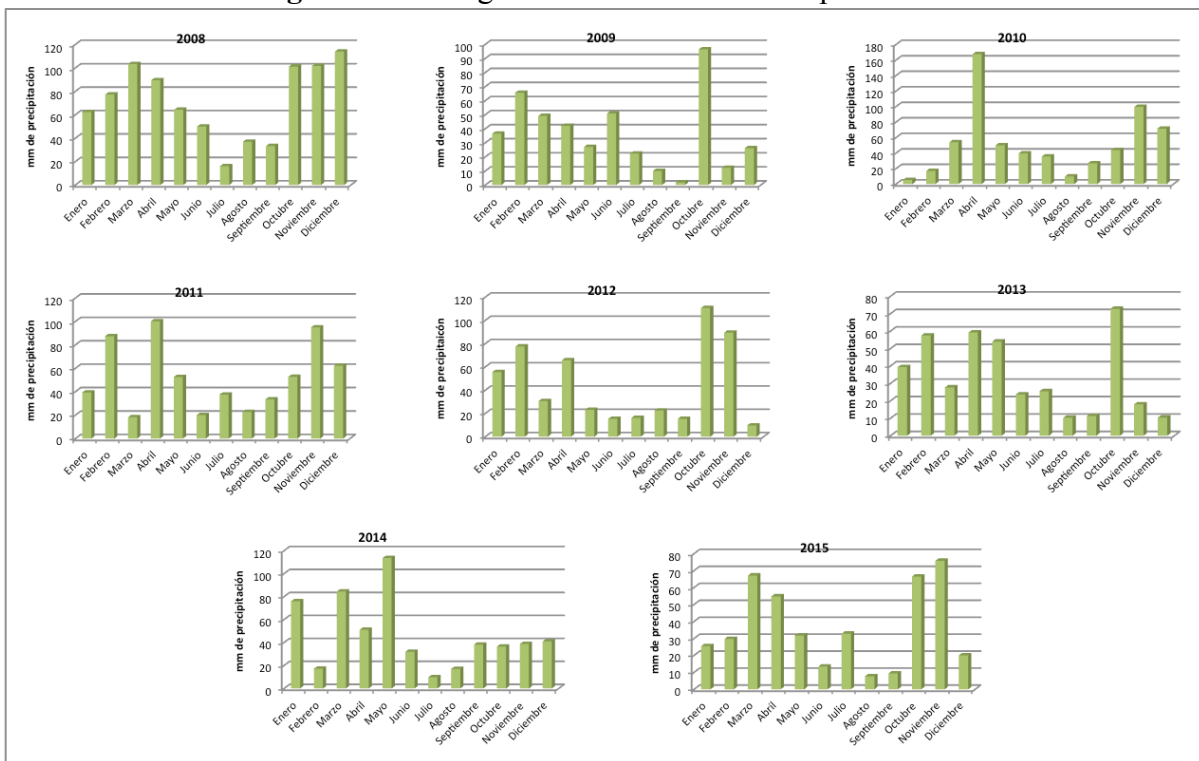 2008
mm de precipitación
120
100
80
60
40
20
0
Enero
Febrero
Marzo
Abril
Mayo
Junio
Julio
Agosto
Septiembre
Octubre
Noviembre
Diciembre
2009
mm de precipitación
100
90
80
70
60
50
40
30
20
10
0
Enero
Febrero
Marzo
Abril
Mayo
Junio
Julio
Agosto
Septiembre
Octubre
Noviembre
Diciembre
2010
mm de precipitación
180
160
140
120
100
80
60
40
20
0
Enero
Febrero
Marzo
Abril
Mayo
Junio
Julio
Agosto
Septiembre
Octubre
Noviembre
Diciembre
2011
mm de precipitación
120
100
80
60
40
20
0
Enero
Febrero
Marzo
Abril
Mayo
Junio
Julio
Agosto
Septiembre
Octubre
Noviembre
Diciembre
2012
mm de precipitaicón
120
100
80
60
40
20
0
Enero
Febrero
Marzo
Abril
Mayo
Junio
Julio
Agosto
Septiembre
Octubre
Noviembre
Diciembre
2013
mm de precipitación
80
70
60
50
40
30
20
10
0
Enero
Febrero
Marzo
Abril
Mayo
Junio
Julio
Agosto
Septiembre
Octubre
Noviembre
Diciembre
2014
mm de precipitación
120
100
80
60
40
20
0
Enero
Febrero
Marzo
Abril
Mayo
Junio
Julio
Agosto
Septiembre
Octubre
Noviembre
Diciembre
2015
mm de precipitación
80
70
60
50
40
30
20
10
0
Enero
Febrero
Marzo
Abril
Mayo
Junio
Julio
Agosto
Septiembre
Octubre
Noviembre
Diciembre